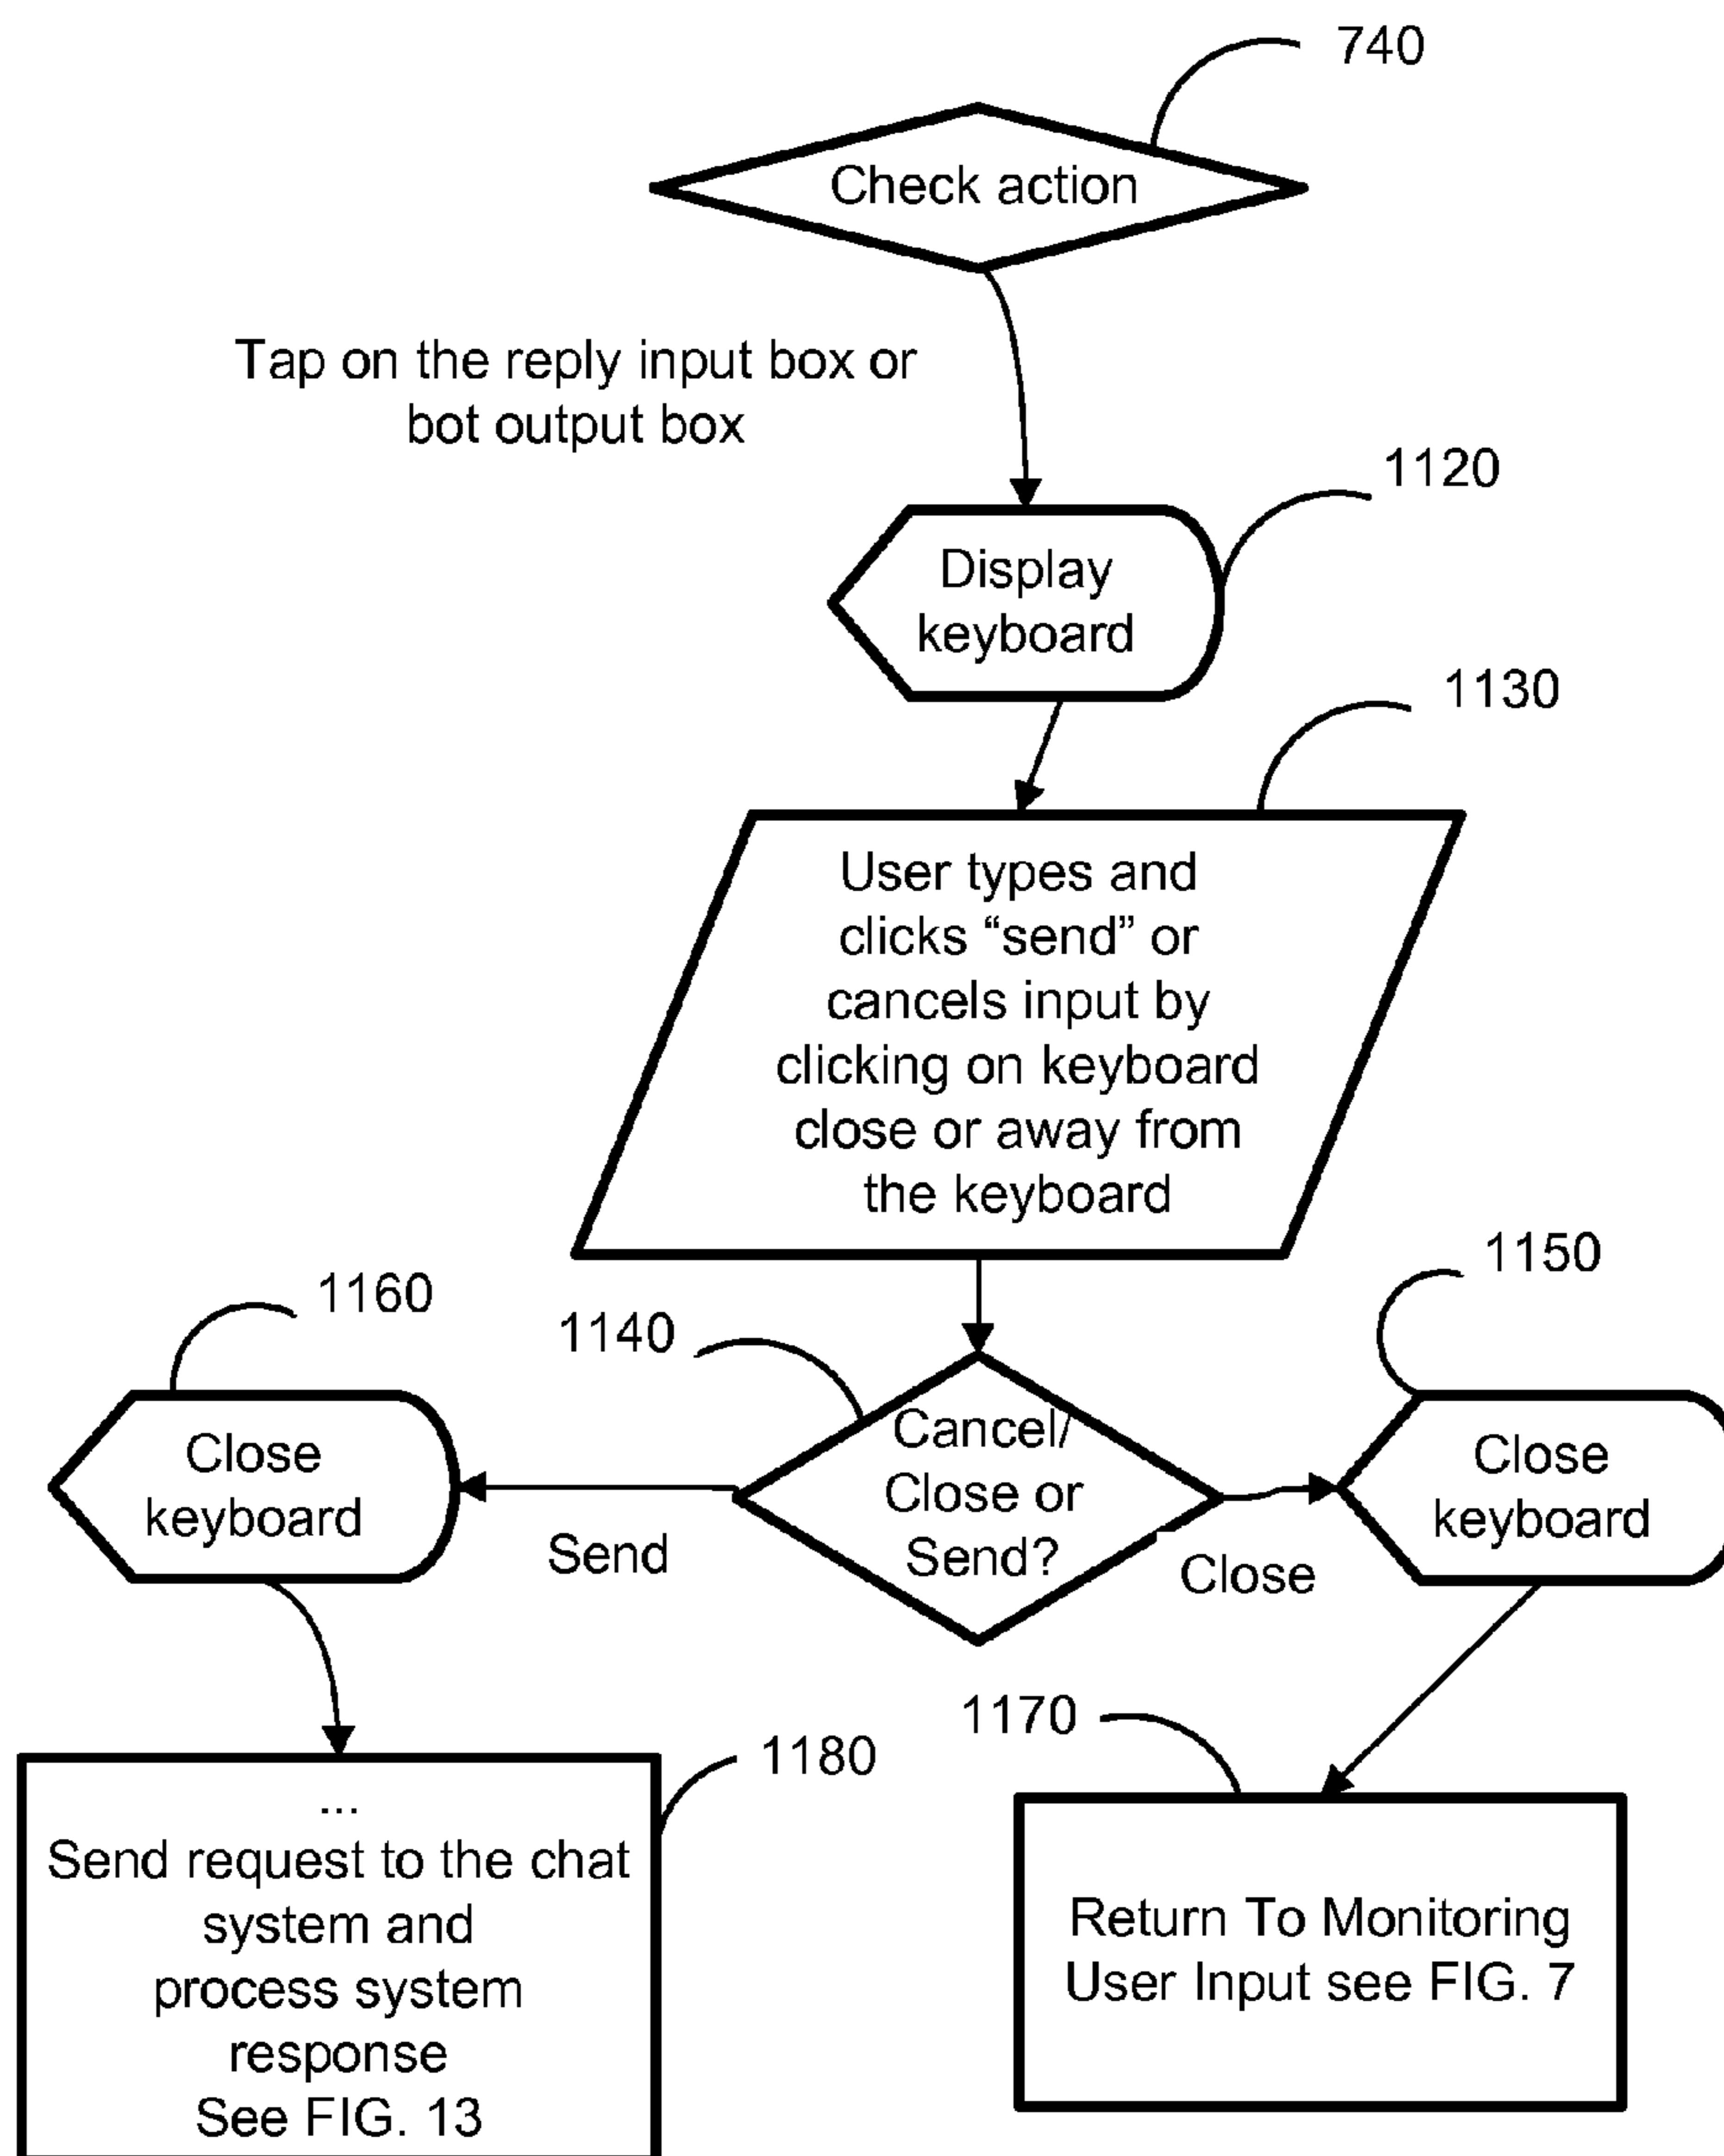 740
Check action
Tap on the reply input box or
bot output box
1120
Display
keyboard
1130
User types and
clicks “send” or
cancels input by
clicking on keyboard
close or away from
the keyboard
1150
1160
1140
Cancel/
Close or
Send?
Close
keyboard
Close
keyboard
Send
Close
1170
1180
...
Send request to the chat
system and
process system
response
See FIG. 13
Return To Monitoring
User Input see FIG. 7